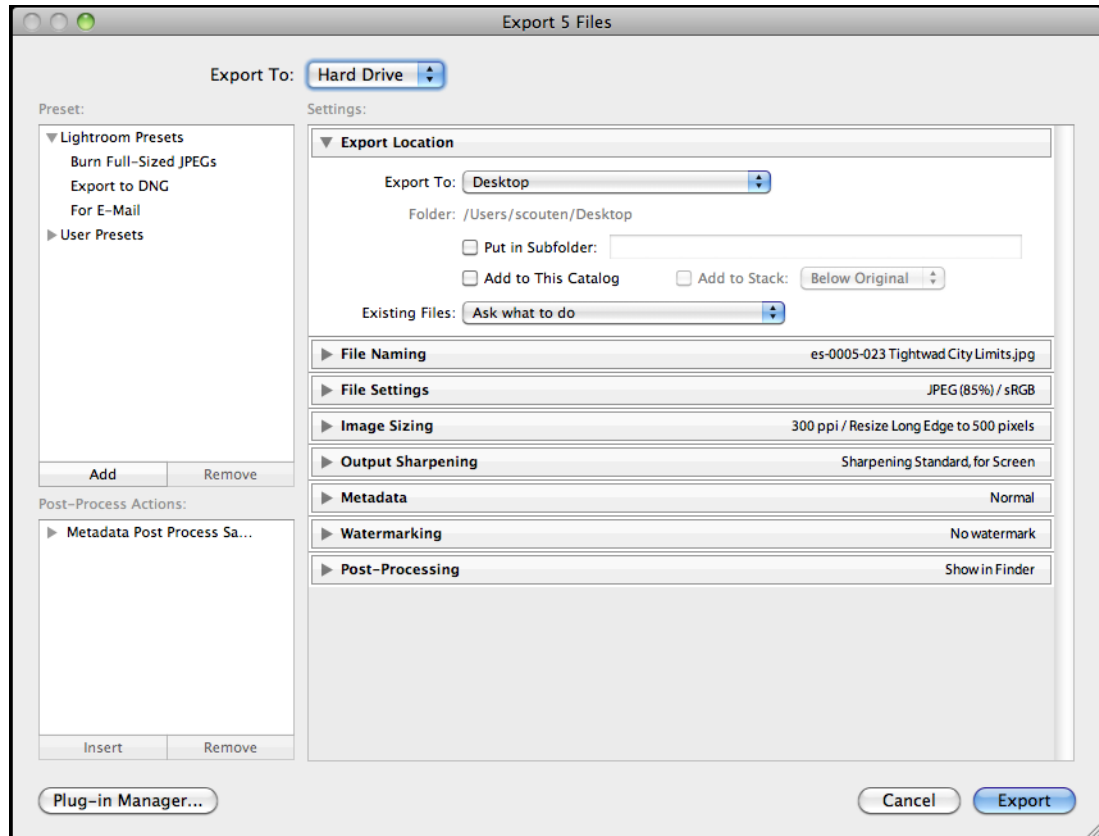 Export 5 Files
Export To: Hard Drive
Preset:
Settings:
Lightroom Presets
Burn Full-Sized JPEGs
Export to DNG
For E-Mail
User Presets
Add Remove
Post-Process Actions:
Metadata Post Process Sa...
Insert Remove
Export Location
Export To: Desktop
Folder: /Users/scouten/Desktop
Put in Subfolder:
Add to This Catalog Add to Stack: Below Original
Existing Files: Ask what to do
File Naming es-0005-023 Tightwad City Limits.jpg
File Settings JPEG (85%) / sRGB
Image Sizing 300 ppi / Resize Long Edge to 500 pixels
Output Sharpening Sharpening Standard, for Screen
Metadata Normal
Watermarking No watermark
Post-Processing Show in Finder
Plug-in Manager... Cancel Export